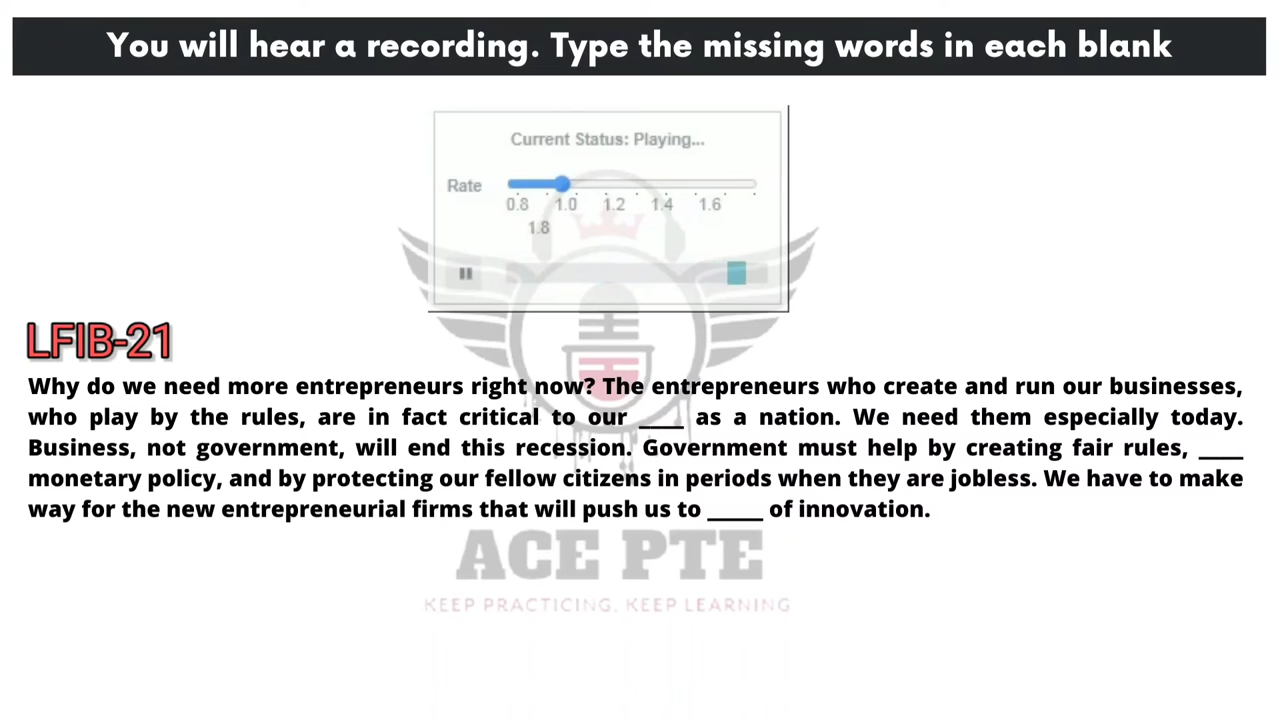 You will hear a recording. Type the missing words in each blank
Current Status: Playing...
Rate
0.8 1.0 1.2 1.4 1.6
1.8
LFIB-21
Why do we need more entrepreneurs right now? The entrepreneurs who create and run our businesses,
who play by the rules, are in fact critical to our ____ as a nation. We need them especially today.
Business, not government, will end this recession. Government must help by creating fair rules, ____
monetary policy, and by protecting our fellow citizens in periods when they are jobless. We have to make
way for the new entrepreneurial firms that will push us to _____ of innovation.
ACE PTE
KEEP PRACTICING, KEEP LEARNING